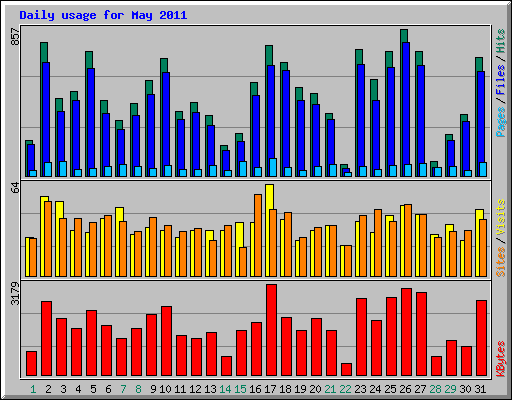 Daily usage for May 2011
857
Pages / Files / Hits
64
Sites / Visits
3179
KBytes
1 2 3 4 5 6 7 8 9 10 11 12 13 14 15 16 17 18 19 20 21 22 23 24 25 26 27 28 29 30 31